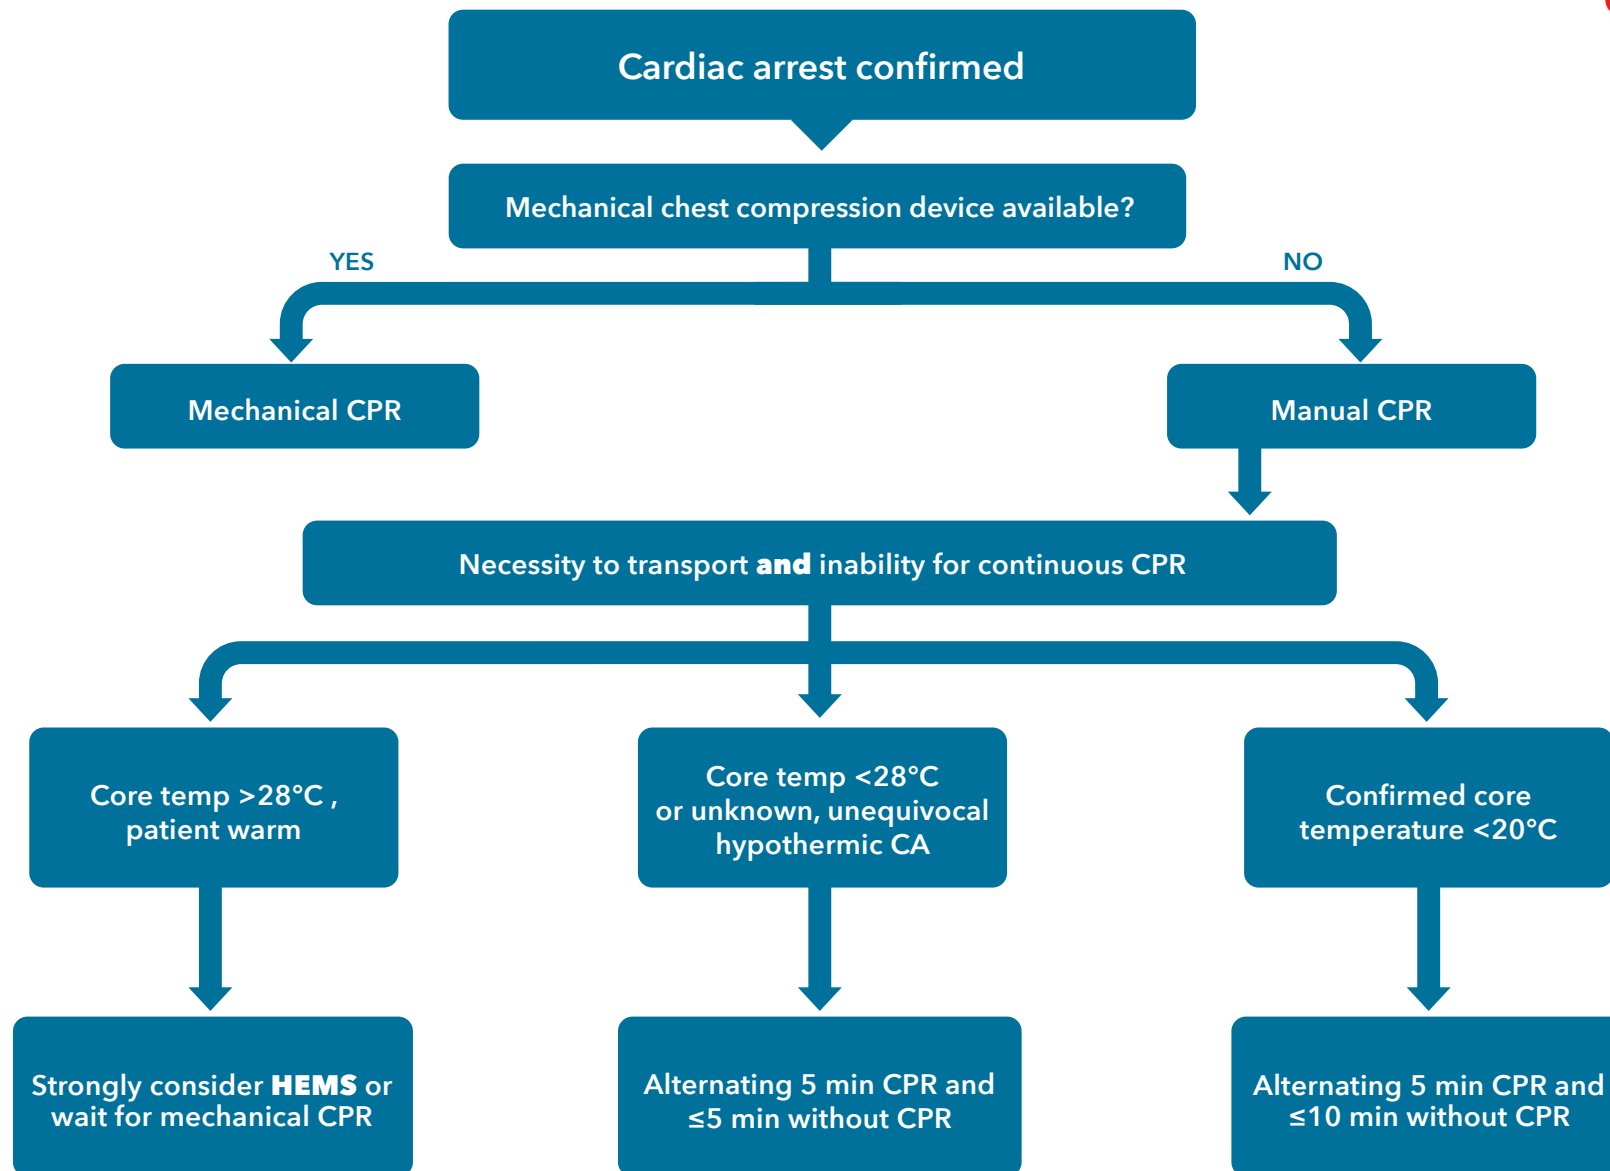 Cardiac arrest confirmed
Mechanical chest compression device available?
YES
NO
Mechanical CPR
Manual CPR
Necessity to transport and inability for continuous CPR
Core temp >28°C ,
patient warm
Core temp <28°C
or unknown, unequivocal
hypothermic CA
Confirmed core
temperature <20°C
Strongly consider HEMS or
wait for mechanical CPR
Alternating 5 min CPR and
≤5 min without CPR
Alternating 5 min CPR and
≤10 min without CPR